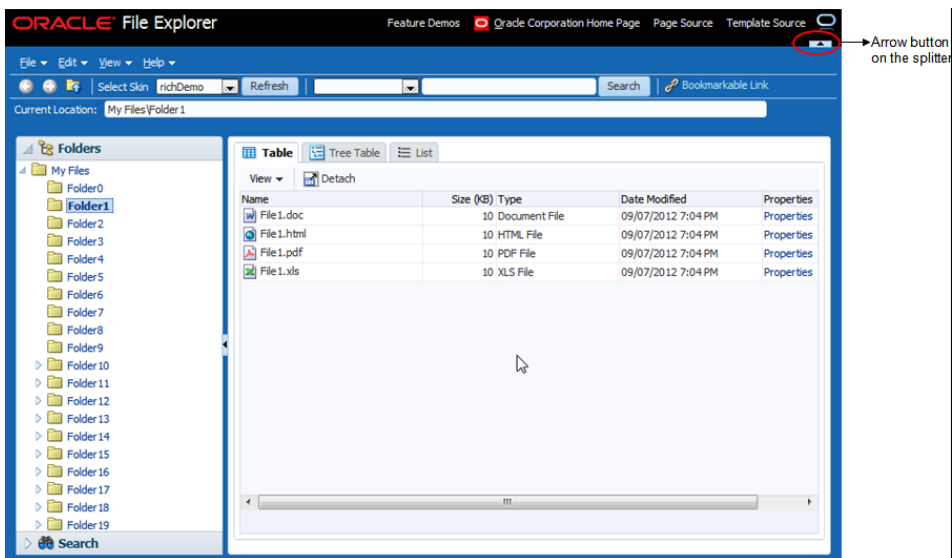 ORACLE File Explorer
Feature Demos Oracle Corporation Home Page Page Source Template Source
Arrow button
on the splitter
File Edit View Help
Select Skin richDemo Refresh Search Bookmarkable Link
Current Location: My Files\Folder1
Folders
My Files
Folder0
Folder1
Folder2
Folder3
Folder4
Folder5
Folder6
Folder7
Folder8
Folder9
Folder10
Folder11
Folder12
Folder13
Folder14
Folder15
Folder16
Folder17
Folder18
Folder19
Search
Table Tree Table List
View Detach
Name Size (KB) Type Date Modified Properties
File1.doc 10 Document File 09/07/2012 7:04 PM Properties
File1.html 10 HTML File 09/07/2012 7:04 PM Properties
File1.pdf 10 PDF File 09/07/2012 7:04 PM Properties
File1.xls 10 XLS File 09/07/2012 7:04 PM Properties